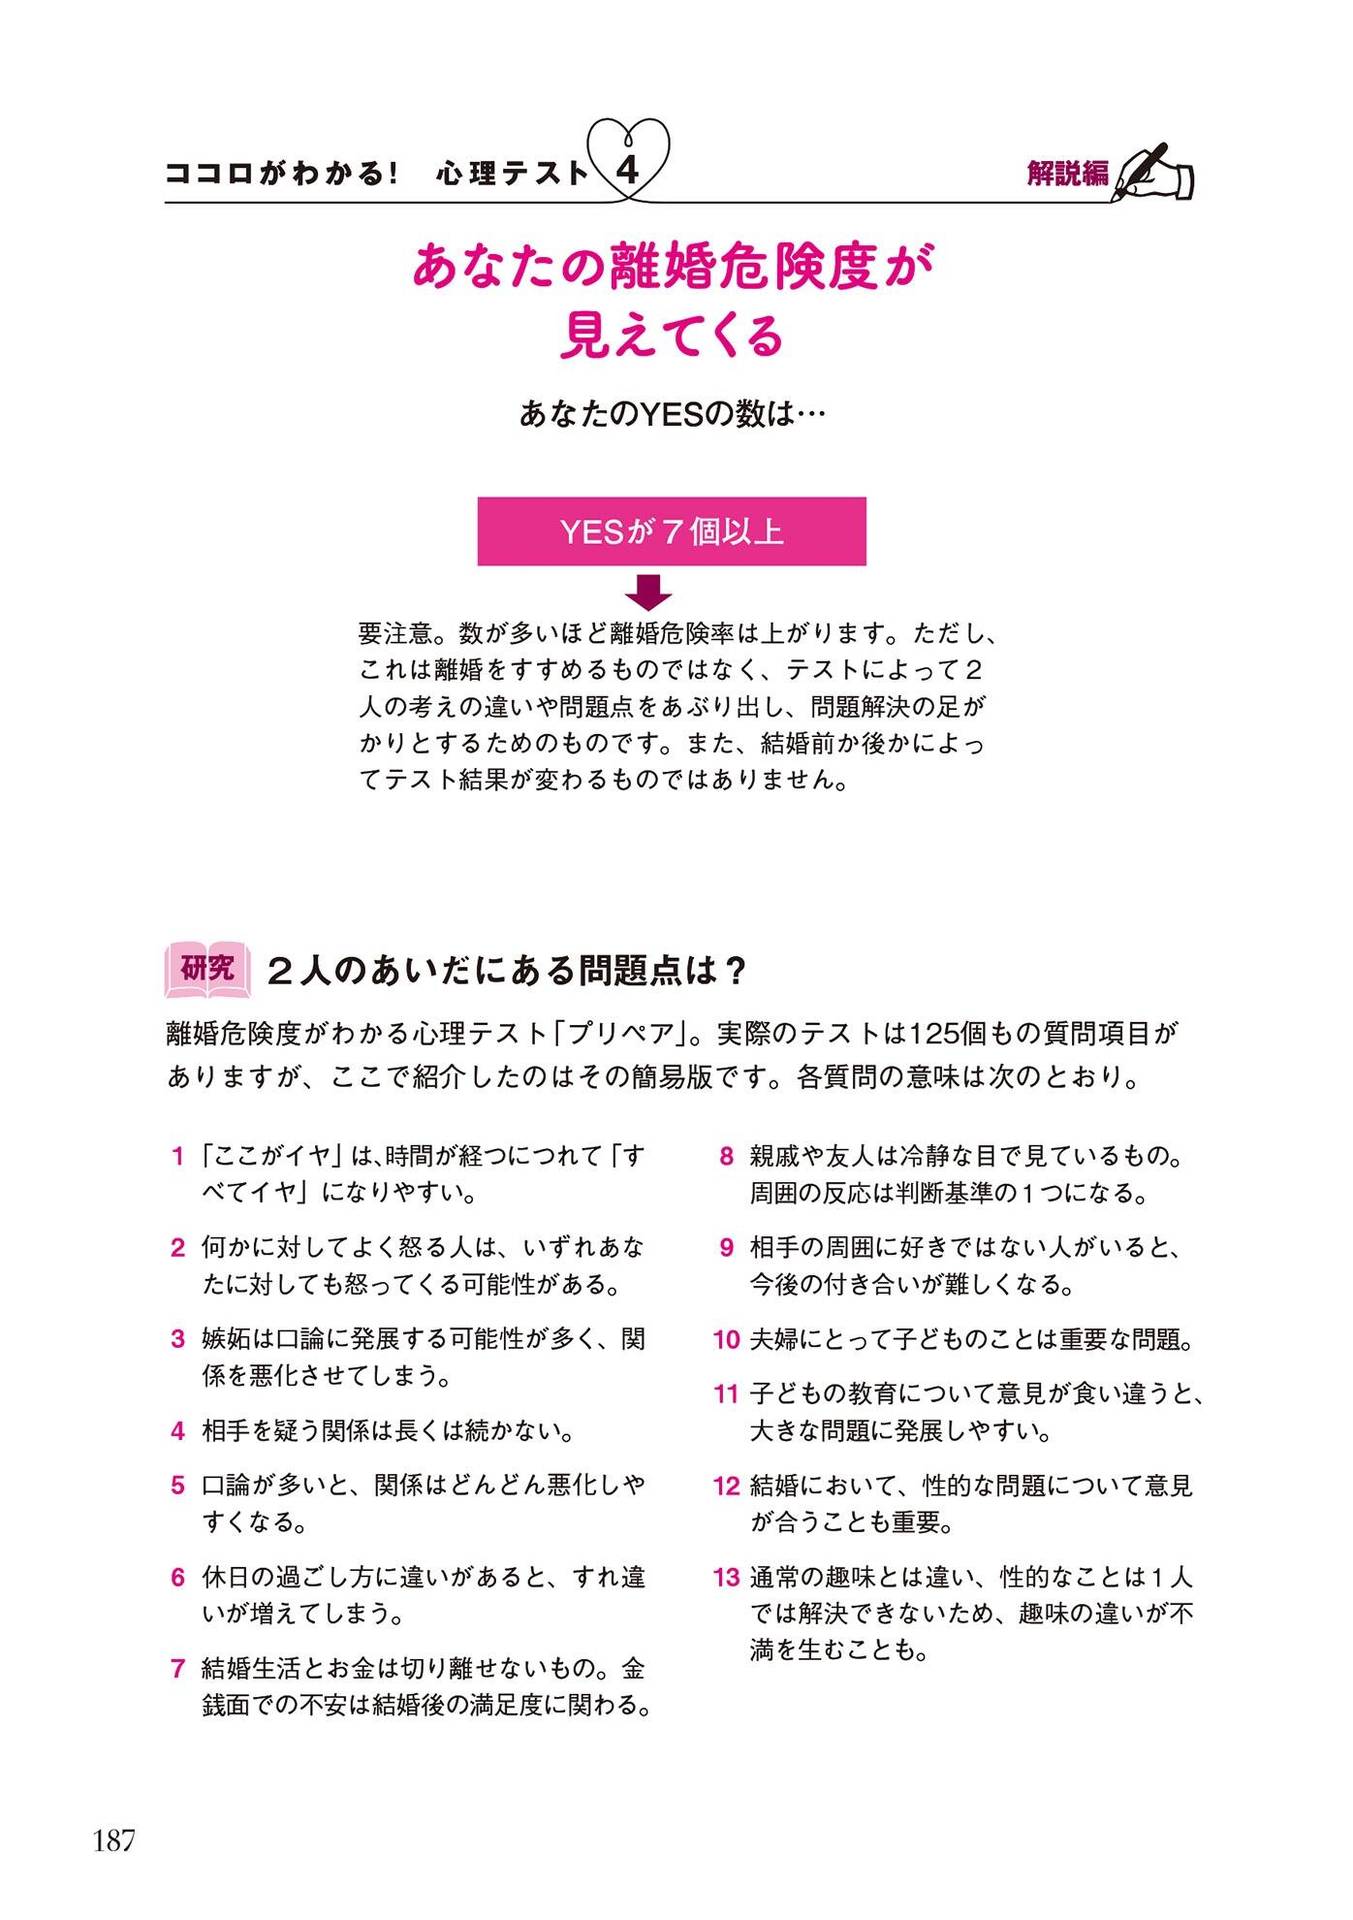 ココロがわかる！　心理テスト 4
解説編
あなたの離婚危険度が
見えてくる
あなたのYESの数は…
YESが７個以上
要注意。数が多いほど離婚危険率は上がります。ただし、
これは離婚をすすめるものではなく、テストによって２
人の考えの違いや問題点をあぶり出し、問題解決の足が
かりとするためのものです。また、結婚前か後かによっ
てテスト結果が変わるものではありません。
研究 ２人のあいだにある問題点は？
離婚危険度がわかる心理テスト「プリペア」。実際のテストは125個もの質問項目が
ありますが、ここで紹介したのはその簡易版です。各質問の意味は次のとおり。
1 「ここがイヤ」は、時間が経つにつれて「す
べてイヤ」になりやすい。
2 何かに対してよく怒る人は、いずれあな
たに対しても怒ってくる可能性がある。
3 嫉妬は口論に発展する可能性が多く、関
係を悪化させてしまう。
4 相手を疑う関係は長くは続かない。
5 口論が多いと、関係はどんどん悪化しや
すくなる。
6 休日の過ごし方に違いがあると、すれ違
いが増えてしまう。
7 結婚生活とお金は切り離せないもの。金
銭面での不安は結婚後の満足度に関わる。
8 親戚や友人は冷静な目で見ているもの。
周囲の反応は判断基準の１つになる。
9 相手の周囲に好きではない人がいると、
今後の付き合いが難しくなる。
10 夫婦にとって子どものことは重要な問題。
11 子どもの教育について意見が食い違うと、
大きな問題に発展しやすい。
12 結婚において、性的な問題について意見
が合うことも重要。
13 通常の趣味とは違い、性的なことは１人
では解決できないため、趣味の違いが不
満を生むことも。
187